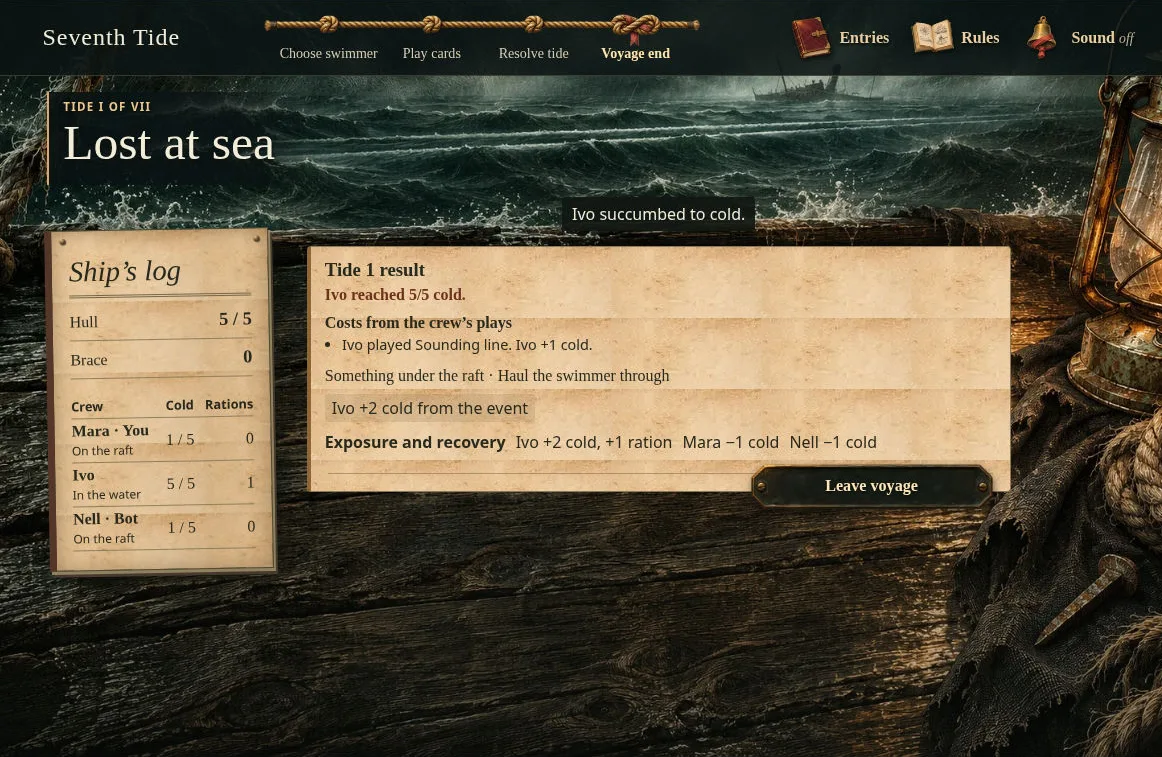 Seventh Tide
Choose swimmer
Play cards
Resolve tide
Voyage end
Entries
Rules
Sound off
TIDE I OF VII
Lost at sea
Ivo succumbed to cold.
Ship’s log
Hull 5 / 5
Brace 0
Crew Cold Rations
Mara · You 1 / 5 0
On the raft
Ivo 5 / 5 1
In the water
Nell · Bot 1 / 5 0
On the raft
Tide 1 result
Ivo reached 5/5 cold.
Costs from the crew’s plays
• Ivo played Sounding line. Ivo +1 cold.
Something under the raft · Haul the swimmer through
Ivo +2 cold from the event
Exposure and recovery Ivo +2 cold, +1 ration Mara −1 cold Nell −1 cold
Leave voyage